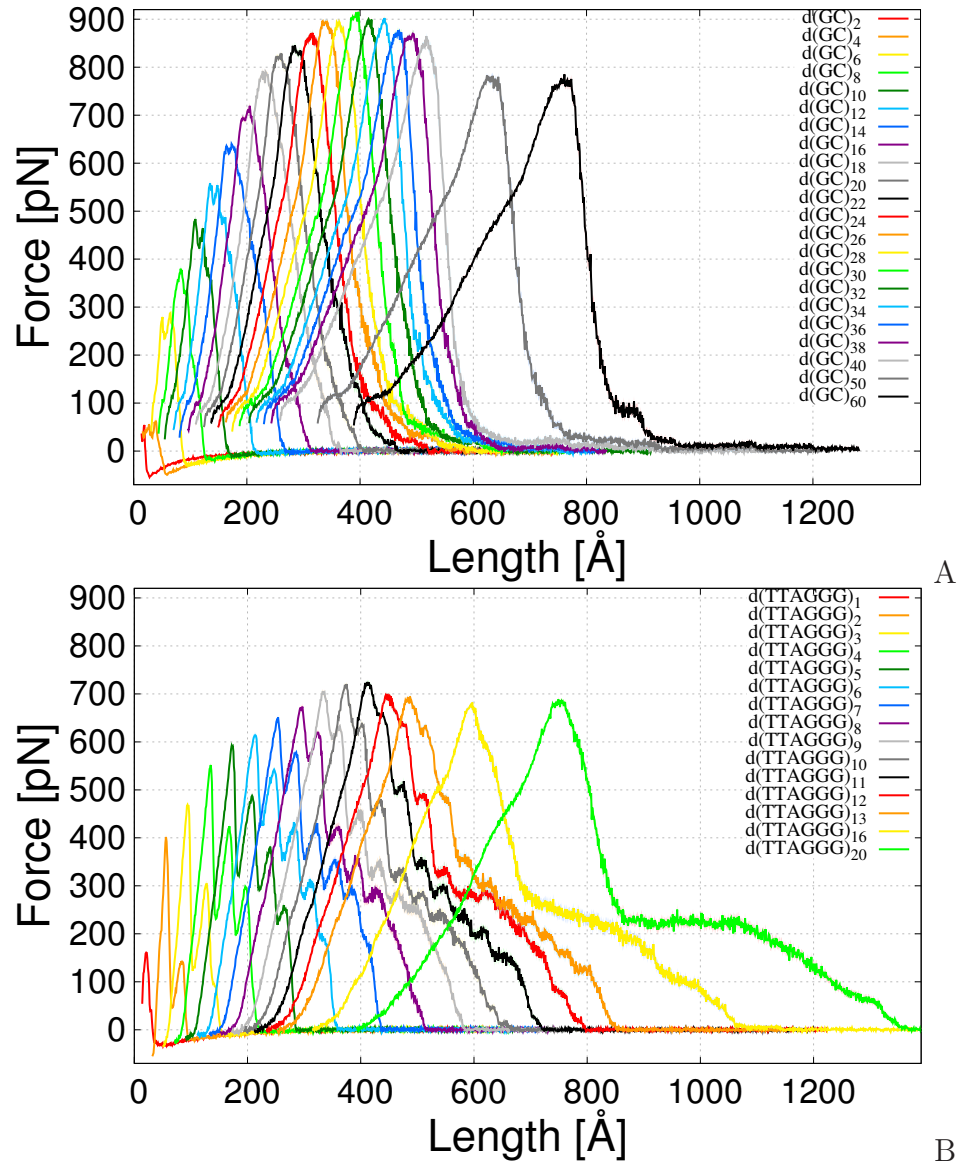 900
800
700
600
500
400
300
200
100
0
Force [pN]
0 200 400 600 800 1000 1200
Length [Å]
d(GC)₂
d(GC)₄
d(GC)₆
d(GC)₈
d(GC)₁₀
d(GC)₁₂
d(GC)₁₄
d(GC)₁₆
d(GC)₁₈
d(GC)₂₀
d(GC)₂₂
d(GC)₂₄
d(GC)₂₆
d(GC)₂₈
d(GC)₃₀
d(GC)₃₂
d(GC)₃₄
d(GC)₃₆
d(GC)₃₈
d(GC)₄₀
d(GC)₅₀
d(GC)₆₀
A
900
800
700
600
500
400
300
200
100
0
Force [pN]
0 200 400 600 800 1000 1200
Length [Å]
d(TTAGGG)₁
d(TTAGGG)₂
d(TTAGGG)₃
d(TTAGGG)₄
d(TTAGGG)₅
d(TTAGGG)₆
d(TTAGGG)₇
d(TTAGGG)₈
d(TTAGGG)₉
d(TTAGGG)₁₀
d(TTAGGG)₁₁
d(TTAGGG)₁₂
d(TTAGGG)₁₃
d(TTAGGG)₁₆
d(TTAGGG)₂₀
B